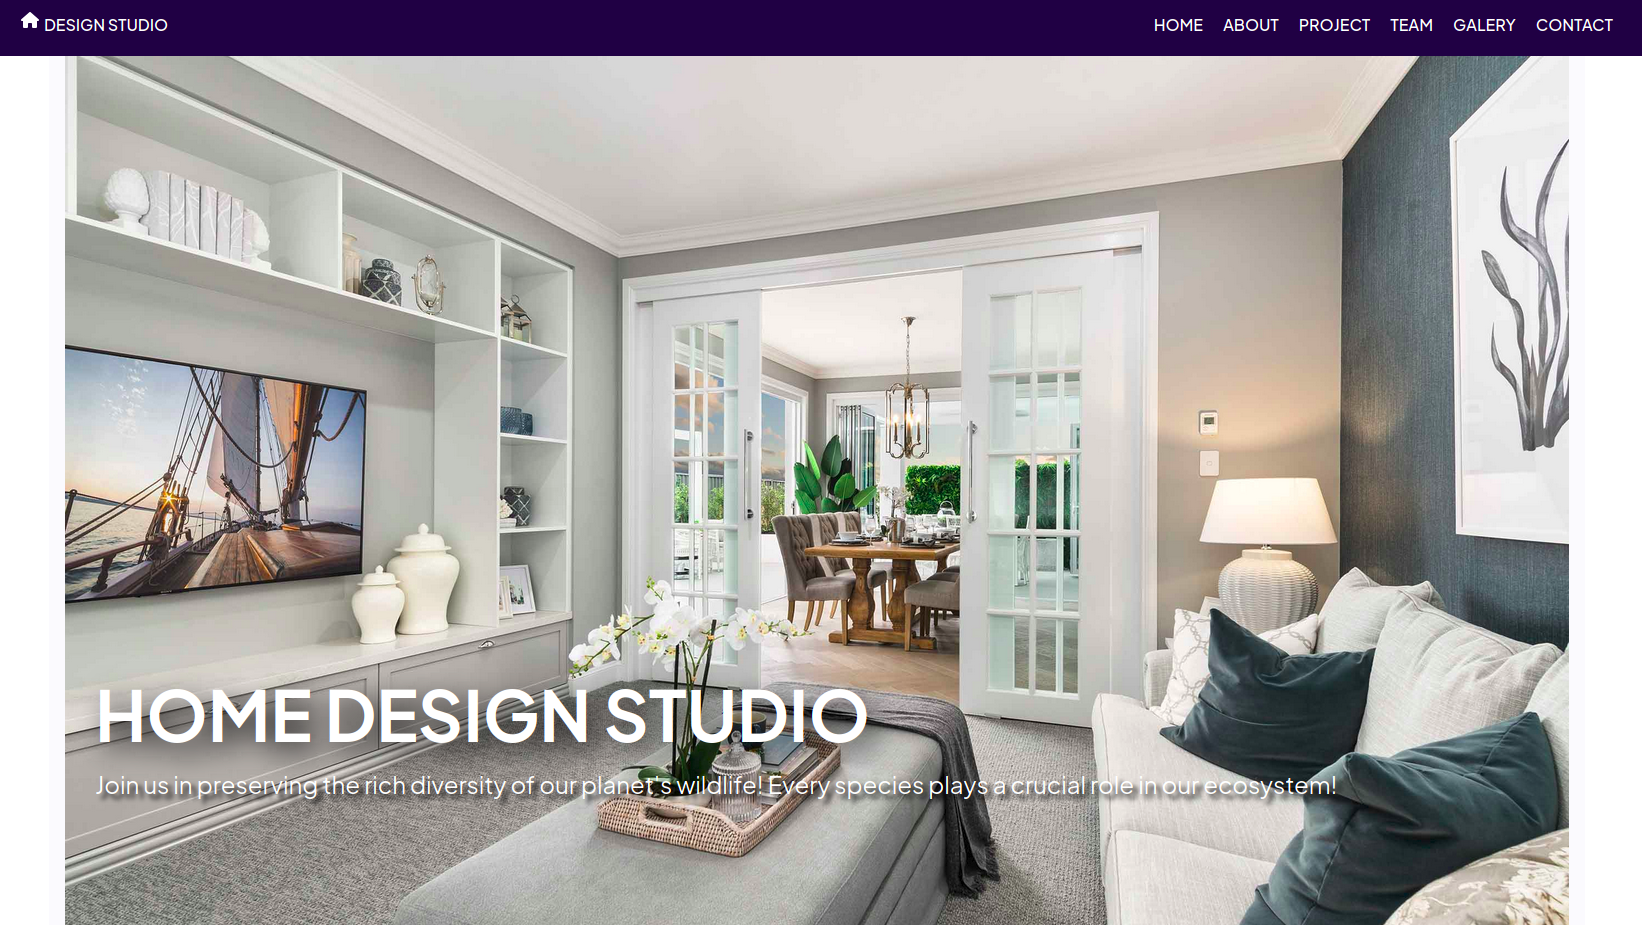 DESIGN STUDIO
HOME ABOUT PROJECT TEAM GALERY CONTACT
HOME DESIGN STUDIO
Join us in preserving the rich diversity of our planet's wildlife! Every species plays a crucial role in our ecosystem!